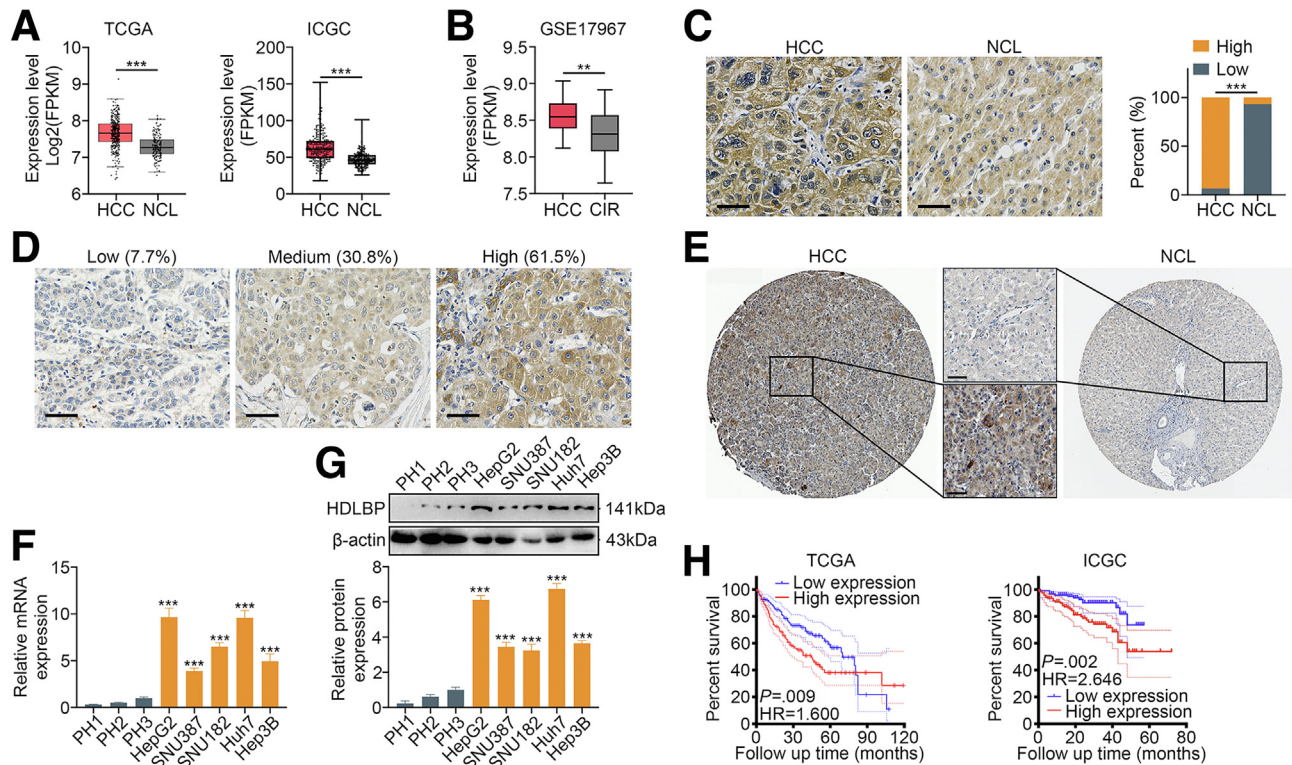 A
TCGA
Expression level
Log2(FPKM)
10
9
8
7
6
***
HCC NCL
ICGC
Expression level
(FPKM)
200
150
100
50
0
***
HCC NCL
B
GSE17967
Expression level
(FPKM)
9.5
9.0
8.5
8.0
7.5
**
HCC CIR
C
HCC
NCL
High
Low
***
Percent (%)
100
50
0
HCC NCL
D
Low (7.7%)
Medium (30.8%)
High (61.5%)
E
HCC
NCL
F
Relative mRNA
expression
15
10
5
0
*** *** *** *** ***
PH1 PH2 PH3 HepG2 SNU387 SNU182 Huh7 Hep3B
G
PH1 PH2 PH3 HepG2 SNU387 SNU182 Huh7 Hep3B
HDLBP 141kDa
β-actin 43kDa
Relative protein
expression
8
6
4
2
0
*** *** *** *** ***
PH1 PH2 PH3 HepG2 SNU387 SNU182 Huh7 Hep3B
H
TCGA
Percent survival
100
80
60
40
20
0
Low expression
High expression
P=.009
HR=1.600
0 30 60 90 120
Follow up time (months)
ICGC
Percent survival
100
80
60
40
20
0
P=.002
HR=2.646
Low expression
High expression
0 20 40 60 80
Follow up time (months)